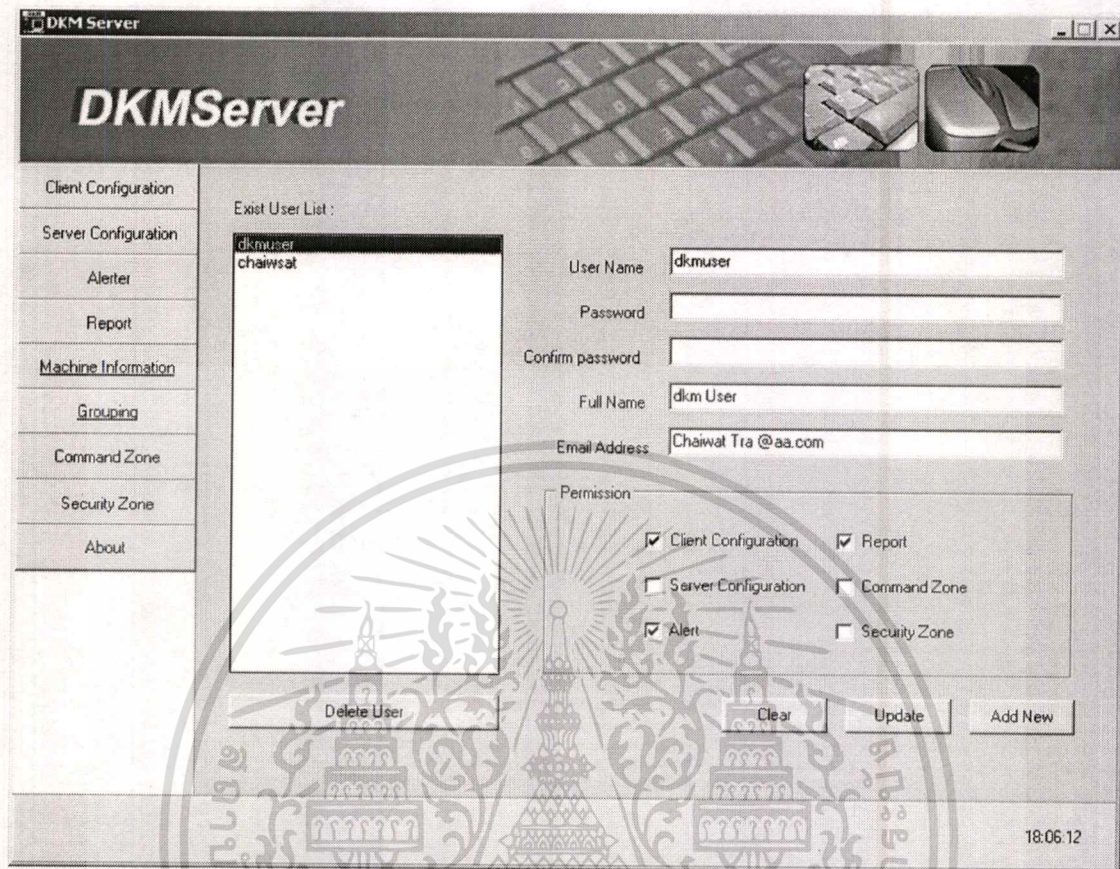 DKM Server
DKMServer
Client Configuration
Server Configuration
Alerter
Report
Machine Information
Grouping
Command Zone
Security Zone
About
Exist User List :
dkmuser
chaiwsat
Delete User
User Name
dkmuser
Password
Confirm password
Full Name
dkm User
Email Address
Chaiwat Tra @aa.com
Permission
Client Configuration
Report
Server Configuration
Command Zone
Alert
Security Zone
Clear
Update
Add New
18:06:12